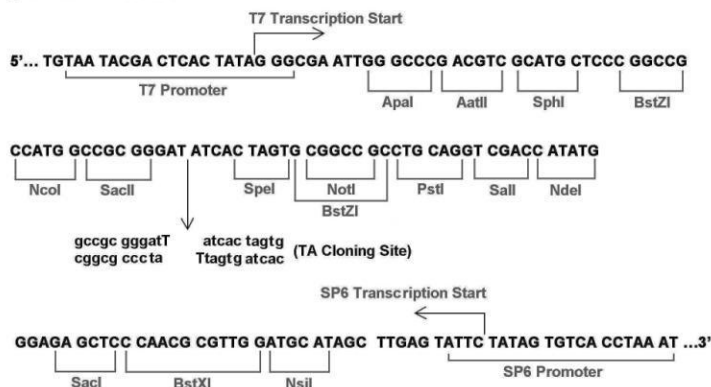 T7 Transcription Start
5'... TGTAA TACGA CTCAC TATAG GGCGA ATTGG GCCCG ACGTC GCATG CTCCC GGCCG
T7 Promoter
ApaI AatII SphI BstZI
CCATG GCCGC GGGAT ATCAC TAGTG CGGCC GCCTG CAGGT CGACC ATATG
NcoI SacII SpeI NotI PstI SalI NdeI
BstZI
gccgc gggatT atcac tagtg
cggcg cccta Ttagtg atcac (TA Cloning Site)
SP6 Transcription Start
GGGAGA GCTCC CAACG CGTTG GATGC ATAGC TTGAG TATTC TATAG TGTCA CCTAA AT ...3'
SacI BstXI NsiI
SP6 Promoter